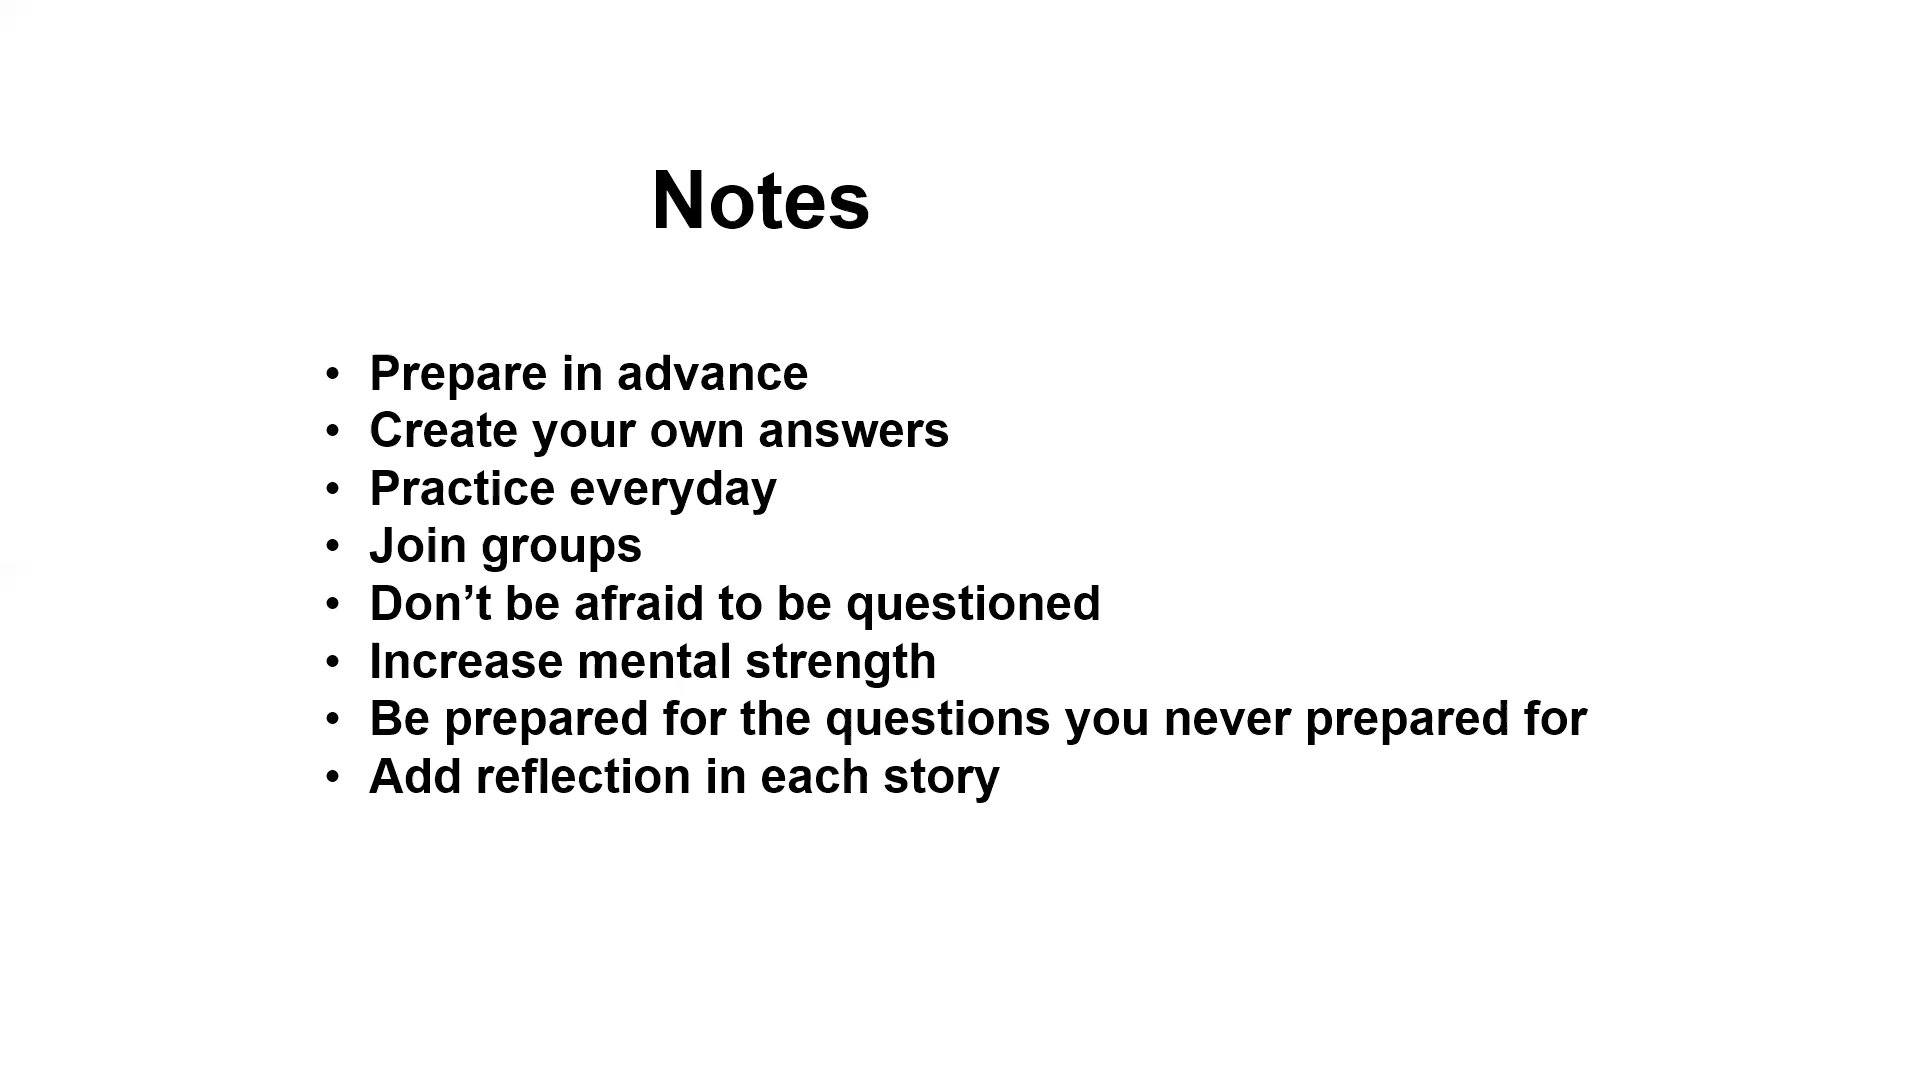 Notes
• Prepare in advance
• Create your own answers
• Practice everyday
• Join groups
• Don’t be afraid to be questioned
• Increase mental strength
• Be prepared for the questions you never prepared for
• Add reflection in each story